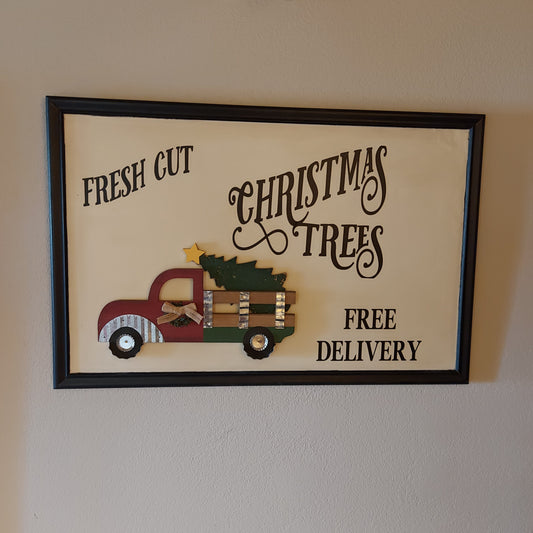 FRESH CUT
CHRISTMAS
TREES
FREE
DELIVERY